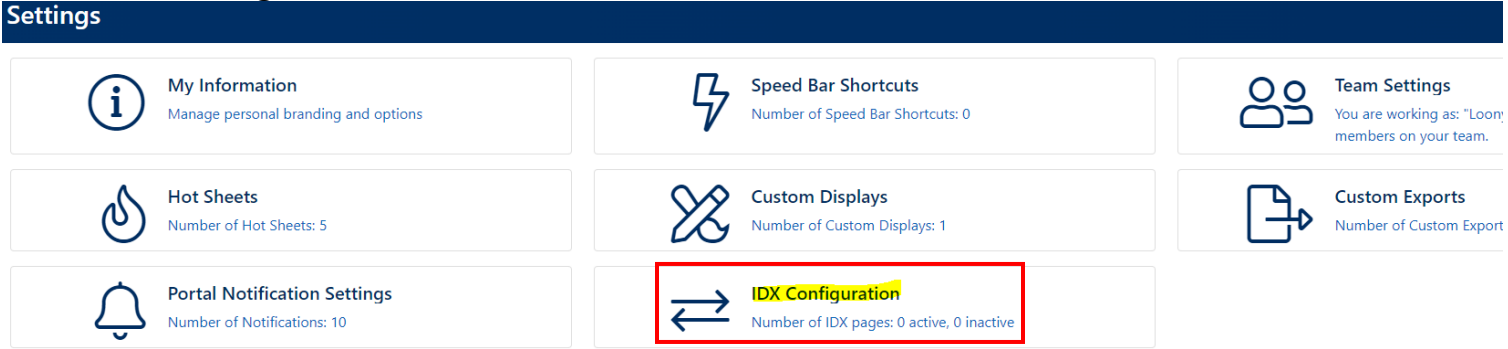 Settings
My Information
Manage personal branding and options
Speed Bar Shortcuts
Number of Speed Bar Shortcuts: 0
Team Settings
You are working as: "Loony
members on your team.
Hot Sheets
Number of Hot Sheets: 5
Custom Displays
Number of Custom Displays: 1
Custom Exports
Number of Custom Export
Portal Notification Settings
Number of Notifications: 10
IDX Configuration
Number of IDX pages: 0 active, 0 inactive